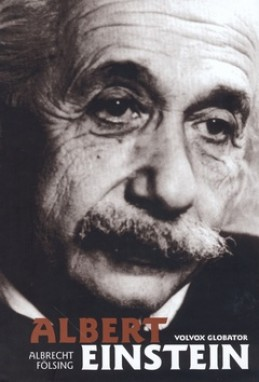 ALBERT
VOLVOX GLOBATOR
ALBRECHT
FÖLSING
EINSTEIN